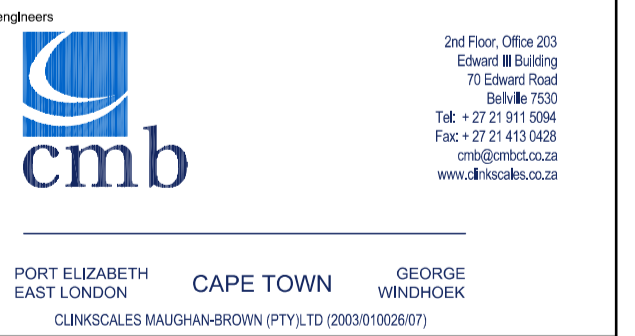 engineers
cmb
2nd Floor, Office 203
Edward III Building
70 Edward Road
Bellville 7530
Tel: + 27 21 911 5094
Fax: + 27 21 413 0428
cmb@cmbct.co.za
www.clinkscales.co.za
PORT ELIZABETH
EAST LONDON
CAPE TOWN
GEORGE
WINDHOEK
CLINKSCALES MAUGHAN-BROWN (PTY)LTD (2003/010026/07)